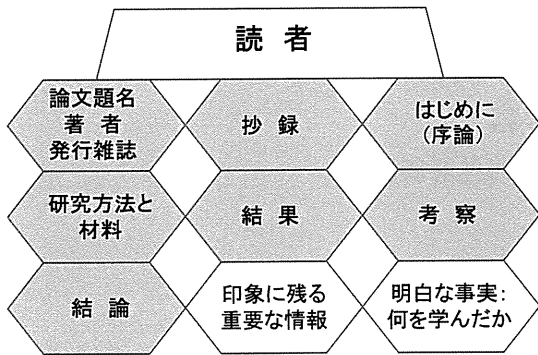 読者
論文題名
著者
発行雑誌
抄録
はじめに
(序論)
研究方法と
材料
結果
考察
結論
印象に残る
重要な情報
明白な事実:
何を学んだか